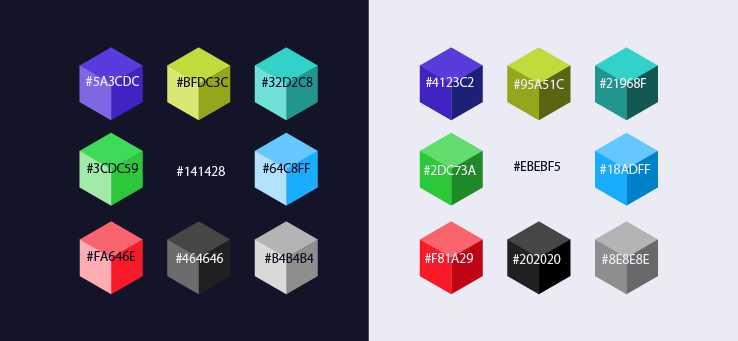 #5A3CDC
#BFDC3C
#32D2C8
#3CDC59
#141428
#64C8FF
#FA646E
#464646
#B4B4B4
#4123C2
#95A51C
#21968F
#2DC73A
#EBEBF5
#18ADFF
#F81A29
#202020
#8E8E8E